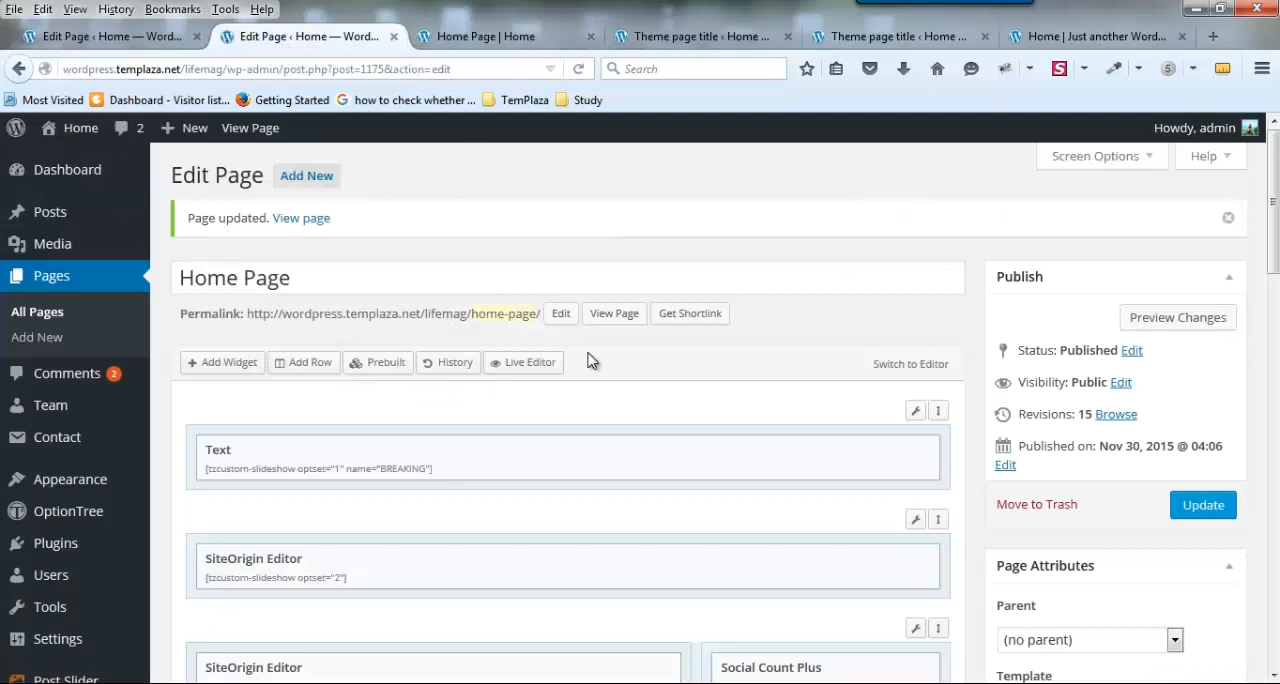 File Edit View History Bookmarks Tools Help
Edit Page ‹ Home — Word... Edit Page ‹ Home — Word... Home Page | Home Theme page title ‹ Home ... Theme page title ‹ Home ... Home | Just another Word...
wordpress.templaza.net/lifemag/wp-admin/post.php?post=1175&action=edit Search S 5
Most Visited Dashboard - Visitor list... Getting Started how to check whether ... TemPlaza Study
Home 2 New View Page Howdy, admin
Screen Options Help
Dashboard
Posts
Media
Pages
All Pages
Add New
Comments 2
Team
Contact
Appearance
OptionTree
Plugins
Users
Tools
Settings
Post Slider
Edit Page Add New
Page updated. View page
Home Page
Permalink: http://wordpress.templaza.net/lifemag/home-page/ Edit View Page Get Shortlink
Add Widget Add Row Prebuilt History Live Editor Switch to Editor
Text
[tzcustom-slideshow optset="1" name="BREAKING"]
SiteOrigin Editor
[tzcustom-slideshow optset="2"]
SiteOrigin Editor Social Count Plus
Publish
Preview Changes
Status: Published Edit
Visibility: Public Edit
Revisions: 15 Browse
Published on: Nov 30, 2015 @ 04:06
Edit
Move to Trash Update
Page Attributes
Parent
(no parent)
Template